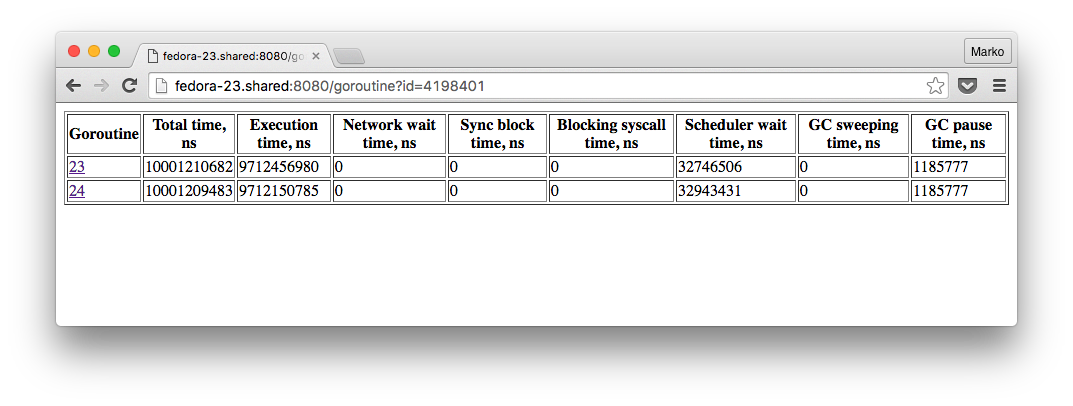 fedora-23.shared:8080/go
Marko
fedora-23.shared:8080/goroutine?id=4198401
Goroutine Total time, ns Execution time, ns Network wait time, ns Sync block time, ns Blocking syscall time, ns Scheduler wait time, ns GC sweeping time, ns GC pause time, ns
23 10001210682 9712456980 0 0 0 32746506 0 1185777
24 10001209483 9712150785 0 0 0 32943431 0 1185777